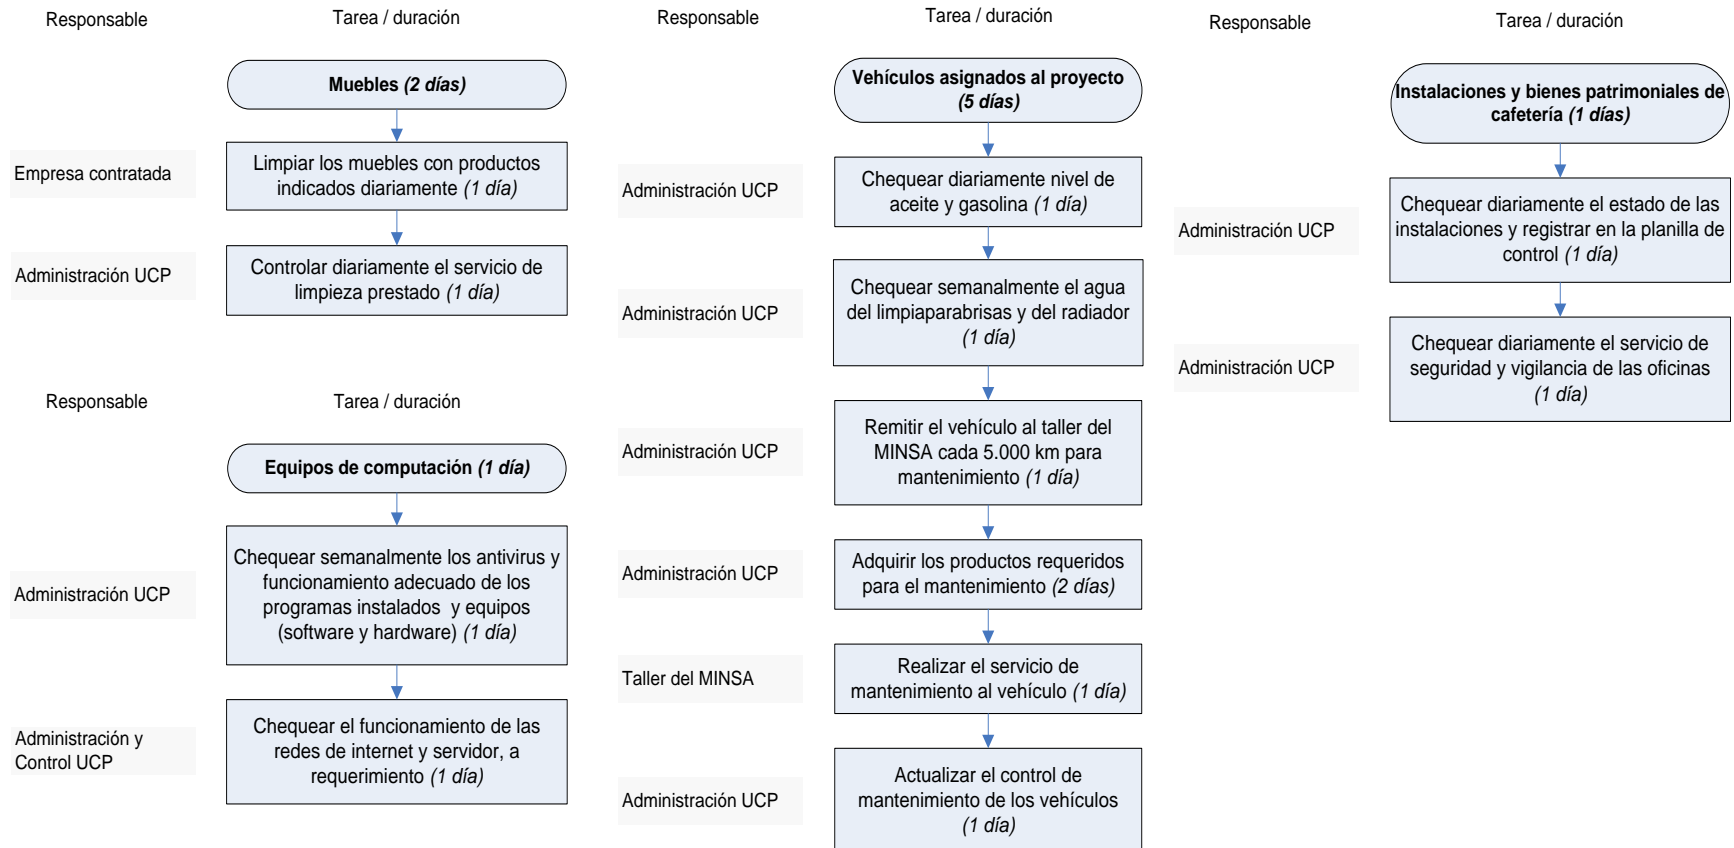 Responsable
Tarea / duración
Muebles (2 días)
Empresa contratada
Limpiar los muebles con productos
indicados diariamente (1 día)
Administración UCP
Controlar diariamente el servicio de
limpieza prestado (1 día)
Responsable
Tarea / duración
Equipos de computación (1 día)
Administración UCP
Chequear semanalmente los antivirus y
funcionamiento adecuado de los
programas instalados y equipos
(software y hardware) (1 día)
Administración y
Control UCP
Chequear el funcionamiento de las
redes de internet y servidor, a
requerimiento (1 día)
Responsable
Tarea / duración
Vehículos asignados al proyecto
(5 días)
Administración UCP
Chequear diariamente nivel de
aceite y gasolina (1 día)
Administración UCP
Chequear semanalmente el agua
del limpiaparabrisas y del radiador
(1 día)
Administración UCP
Remitir el vehículo al taller del
MINSA cada 5.000 km para
mantenimiento (1 día)
Administración UCP
Adquirir los productos requeridos
para el mantenimiento (2 días)
Taller del MINSA
Realizar el servicio de
mantenimiento al vehículo (1 día)
Administración UCP
Actualizar el control de
mantenimiento de los vehículos
(1 día)
Responsable
Tarea / duración
Instalaciones y bienes patrimoniales de
cafetería (1 días)
Administración UCP
Chequear diariamente el estado de las
instalaciones y registrar en la planilla de
control (1 día)
Administración UCP
Chequear diariamente el servicio de
seguridad y vigilancia de las oficinas
(1 día)